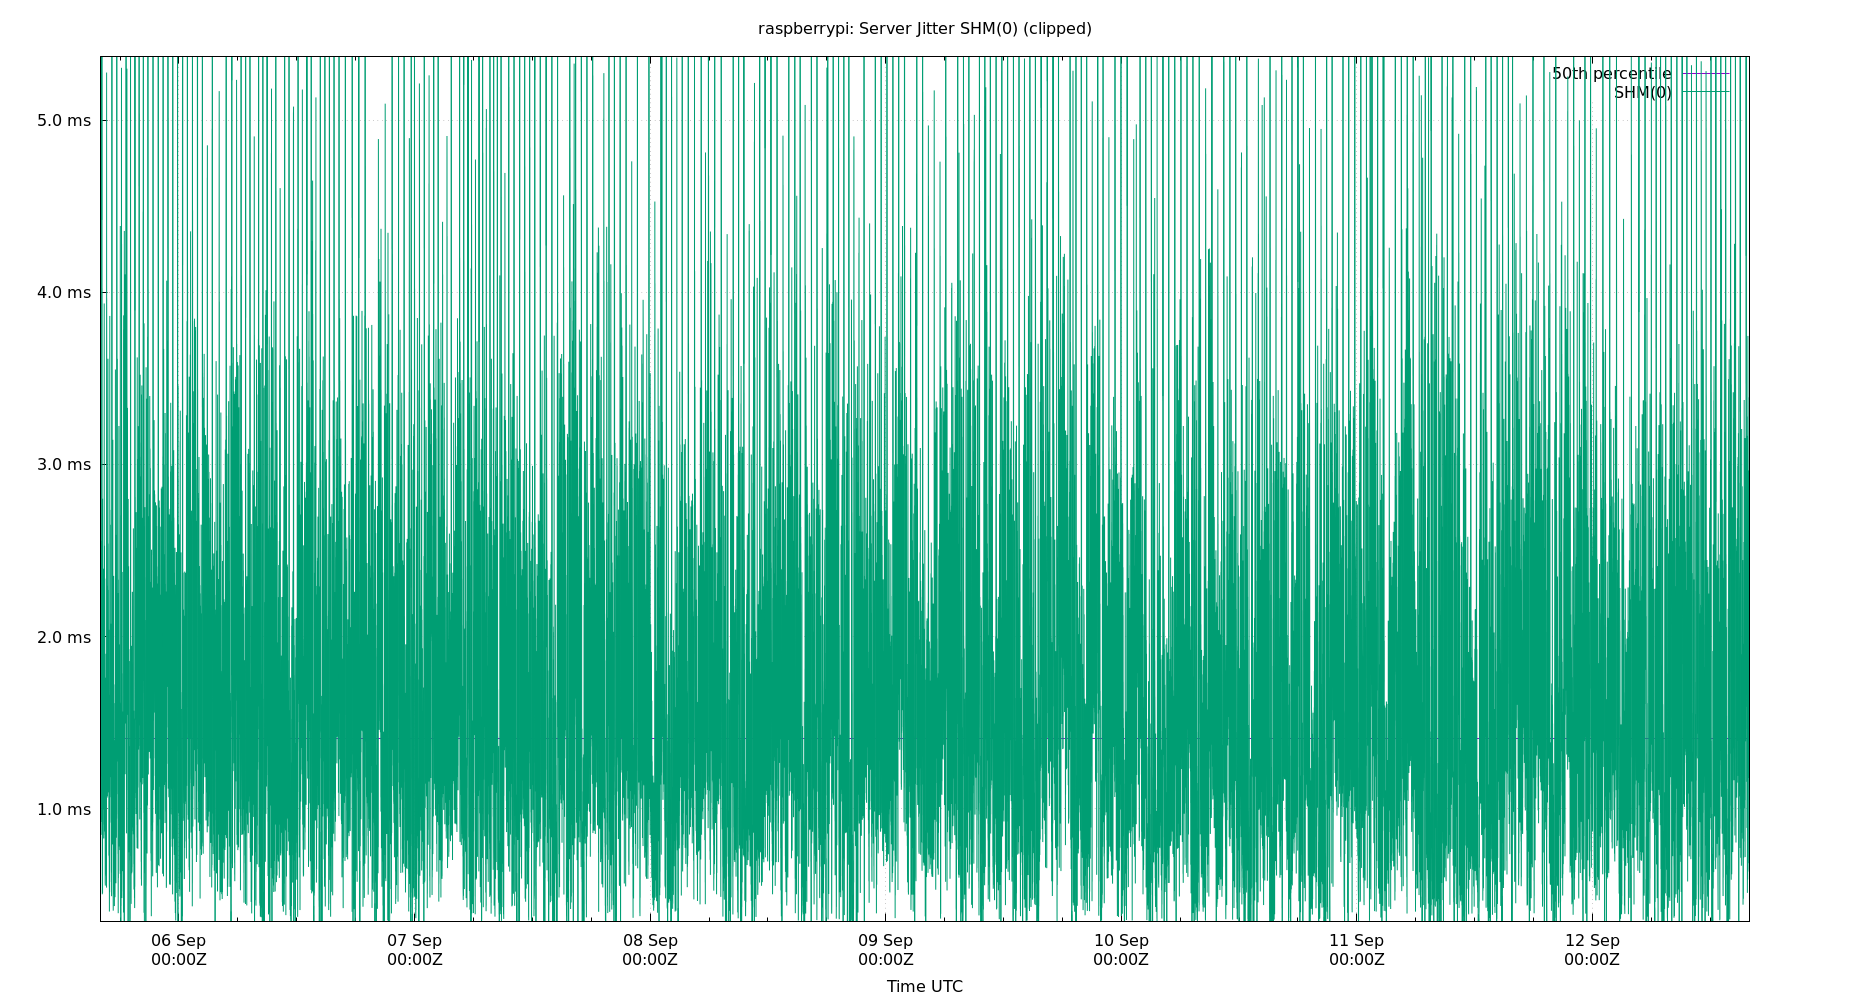 raspberrypi: Server Jitter SHM(0) (clipped)
50th percentile
SHM(0)
5.0 ms
4.0 ms
3.0 ms
2.0 ms
1.0 ms
06 Sep 07 Sep 08 Sep 09 Sep 10 Sep 11 Sep 12 Sep
00:00Z 00:00Z 00:00Z 00:00Z 00:00Z 00:00Z 00:00Z
Time UTC